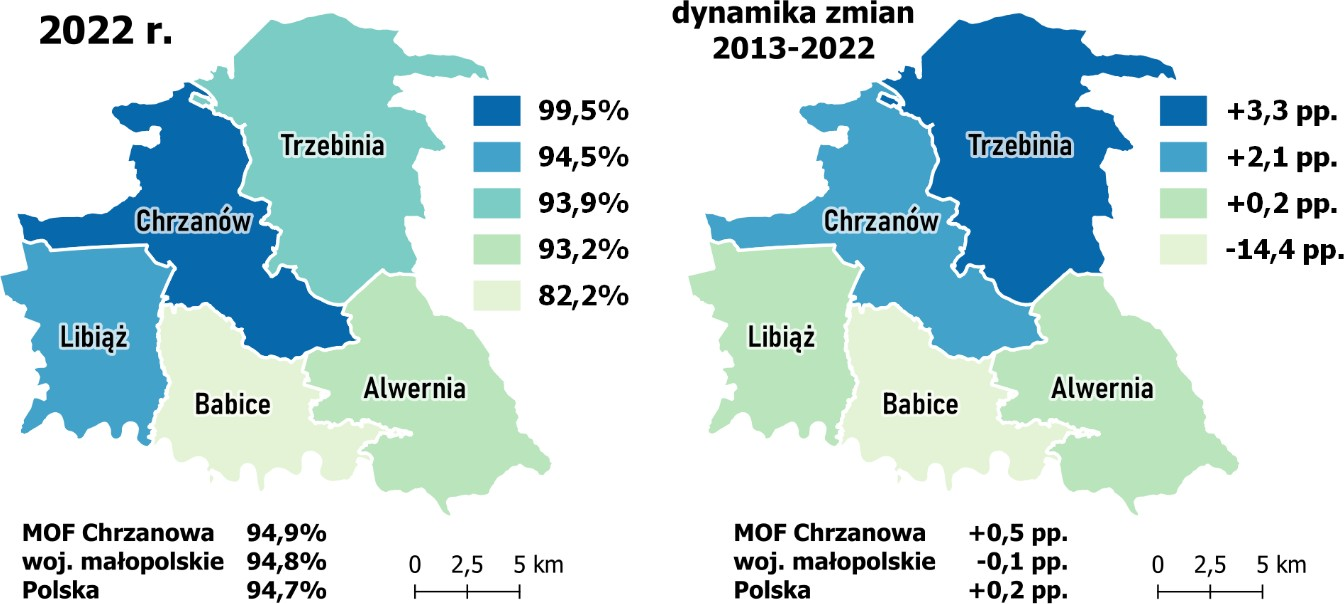 2022 r.
99,5%
94,5%
93,9%
93,2%
82,2%
Trzebinia
Chrzanów
Libiąż
Babice
Alwernia
MOF Chrzanowa 94,9%
woj. małopolskie 94,8%
Polska 94,7%
0 2,5 5 km
dynamika zmian
2013-2022
+3,3 pp.
+2,1 pp.
+0,2 pp.
-14,4 pp.
Trzebinia
Chrzanów
Libiąż
Babice
Alwernia
MOF Chrzanowa +0,5 pp.
woj. małopolskie -0,1 pp.
Polska +0,2 pp.
0 2,5 5 km